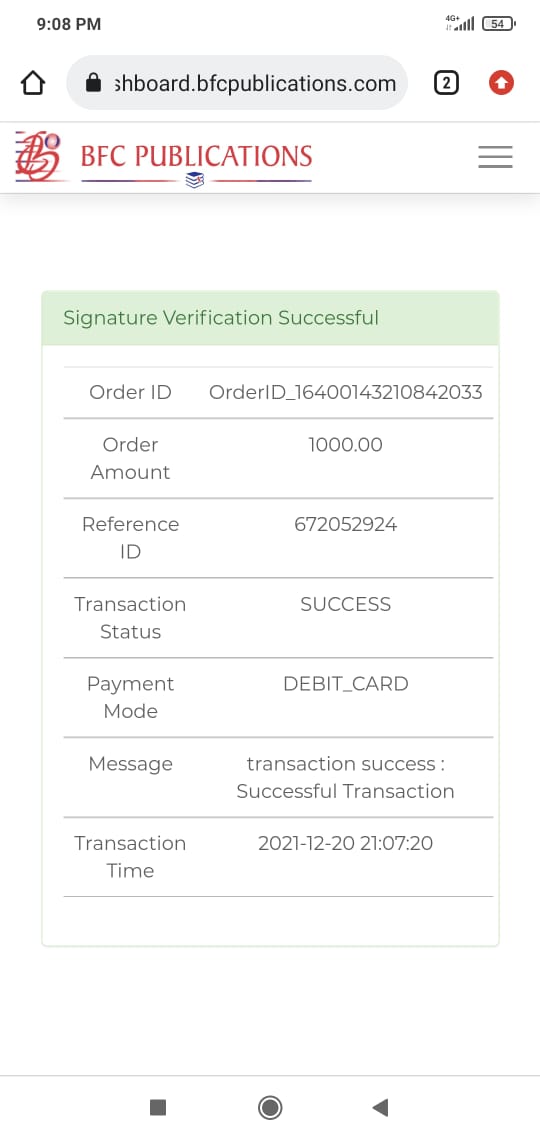 9:08 PM
4G+
54
shboard.bfcpublications.com
2
BFC PUBLICATIONS
Signature Verification Successful
Order ID OrderID_16400143210842033
Order 1000.00
Amount
Reference 672052924
ID
Transaction SUCCESS
Status
Payment DEBIT_CARD
Mode
Message transaction success :
Successful Transaction
Transaction 2021-12-20 21:07:20
Time